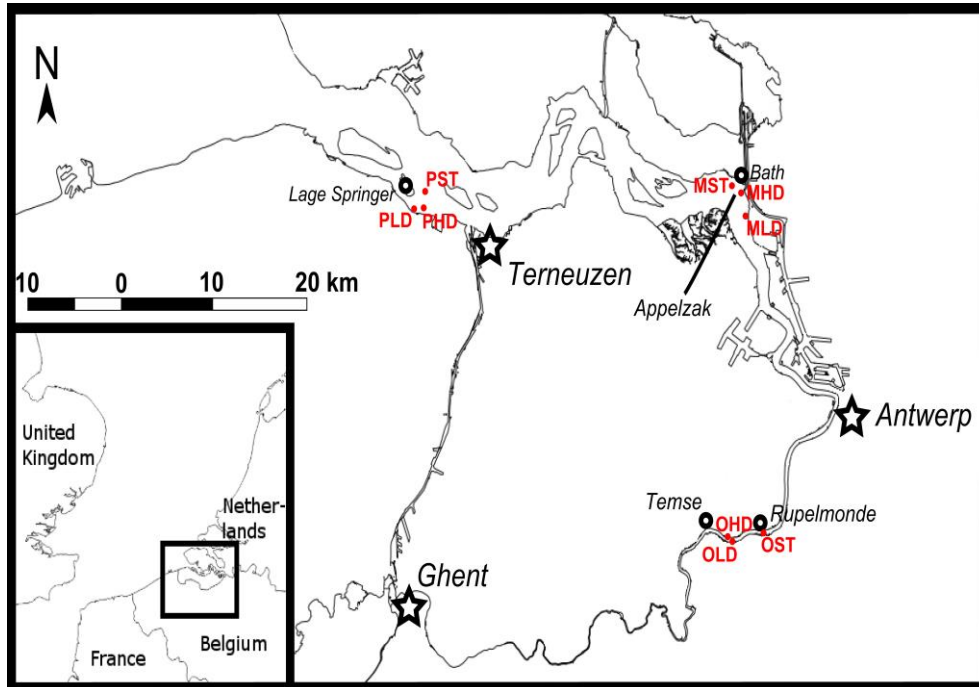 N
Lage Springer
PST
PLD
PHD
Terneuzen
MST
Bath
MHD
MLD
Appelzak
10 0 10 20 km
Antwerp
Temse
Rupelmonde
OHD
OLD
OST
Ghent
United
Kingdom
Nether-
lands
Belgium
France